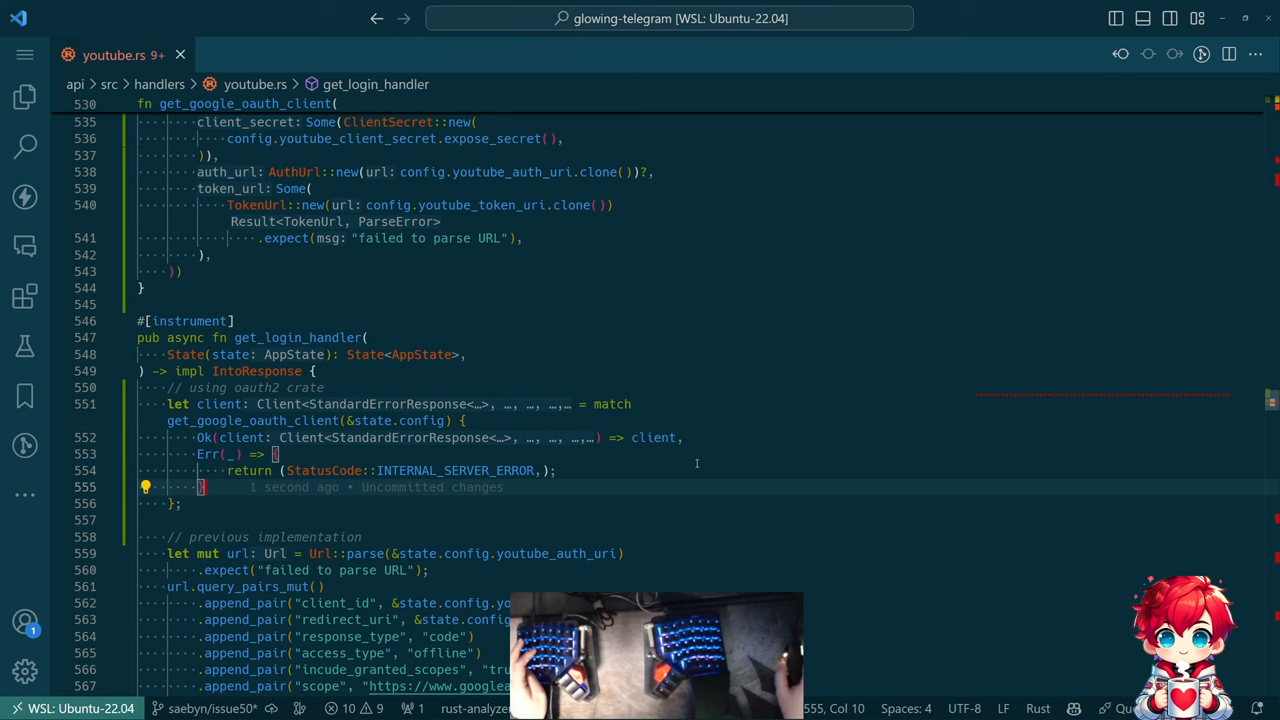 glowing-telegram [WSL: Ubuntu-22.04]
youtube.rs 9+
api > src > handlers > youtube.rs > get_login_handler
530 fn get_google_oauth_client(
535 client_secret: Some(ClientSecret::new(
536 config.youtube_client_secret.expose_secret(),
537 )),
538 auth_url: AuthUrl::new(url: config.youtube_auth_uri.clone())?,
539 token_url: Some(
540 TokenUrl::new(url: config.youtube_token_uri.clone())
Result<TokenUrl, ParseError>
541 .expect(msg: "failed to parse URL"),
542 ),
543 ))
544 }
545
546 #[instrument]
547 pub async fn get_login_handler(
548 State(state: AppState): State<AppState>,
549 ) -> impl IntoResponse {
550 // using oauth2 crate
551 let client: Client<StandardErrorResponse<…>, …, …, …,… = match
get_google_oauth_client(&state.config) {
552 Ok(client: Client<StandardErrorResponse<…>, …, …, …,…) => client,
553 Err(_) => {
554 return (StatusCode::INTERNAL_SERVER_ERROR,);
555 } 1 second ago • Uncommitted changes
556 };
557
558 // previous implementation
559 let mut url: Url = Url::parse(&state.config.youtube_auth_uri)
560 .expect("failed to parse URL");
561 url.query_pairs_mut()
562 .append_pair("client_id", &state.config.yo
563 .append_pair("redirect_uri", &state.config
564 .append_pair("response_type", "code")
565 .append_pair("access_type", "offline")
566 .append_pair("incude_granted_scopes", "tru
567 .append_pair("scope", "https://www.googlea
1
WSL: Ubuntu-22.04 saebyn/issue50* 10 9 1 rust-analyzer 555, Col 10 Spaces: 4 UTF-8 LF Rust Qu